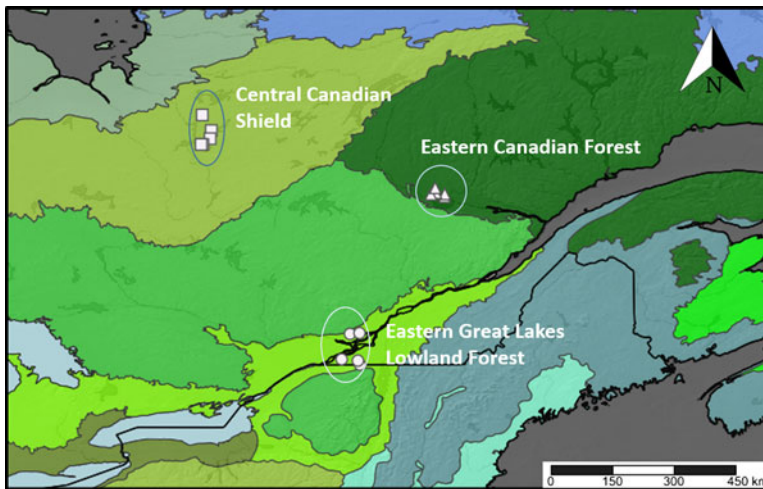 N
Central Canadian
Shield
Eastern Canadian Forest
Eastern Great Lakes
Lowland Forest
0 150 300 450 km